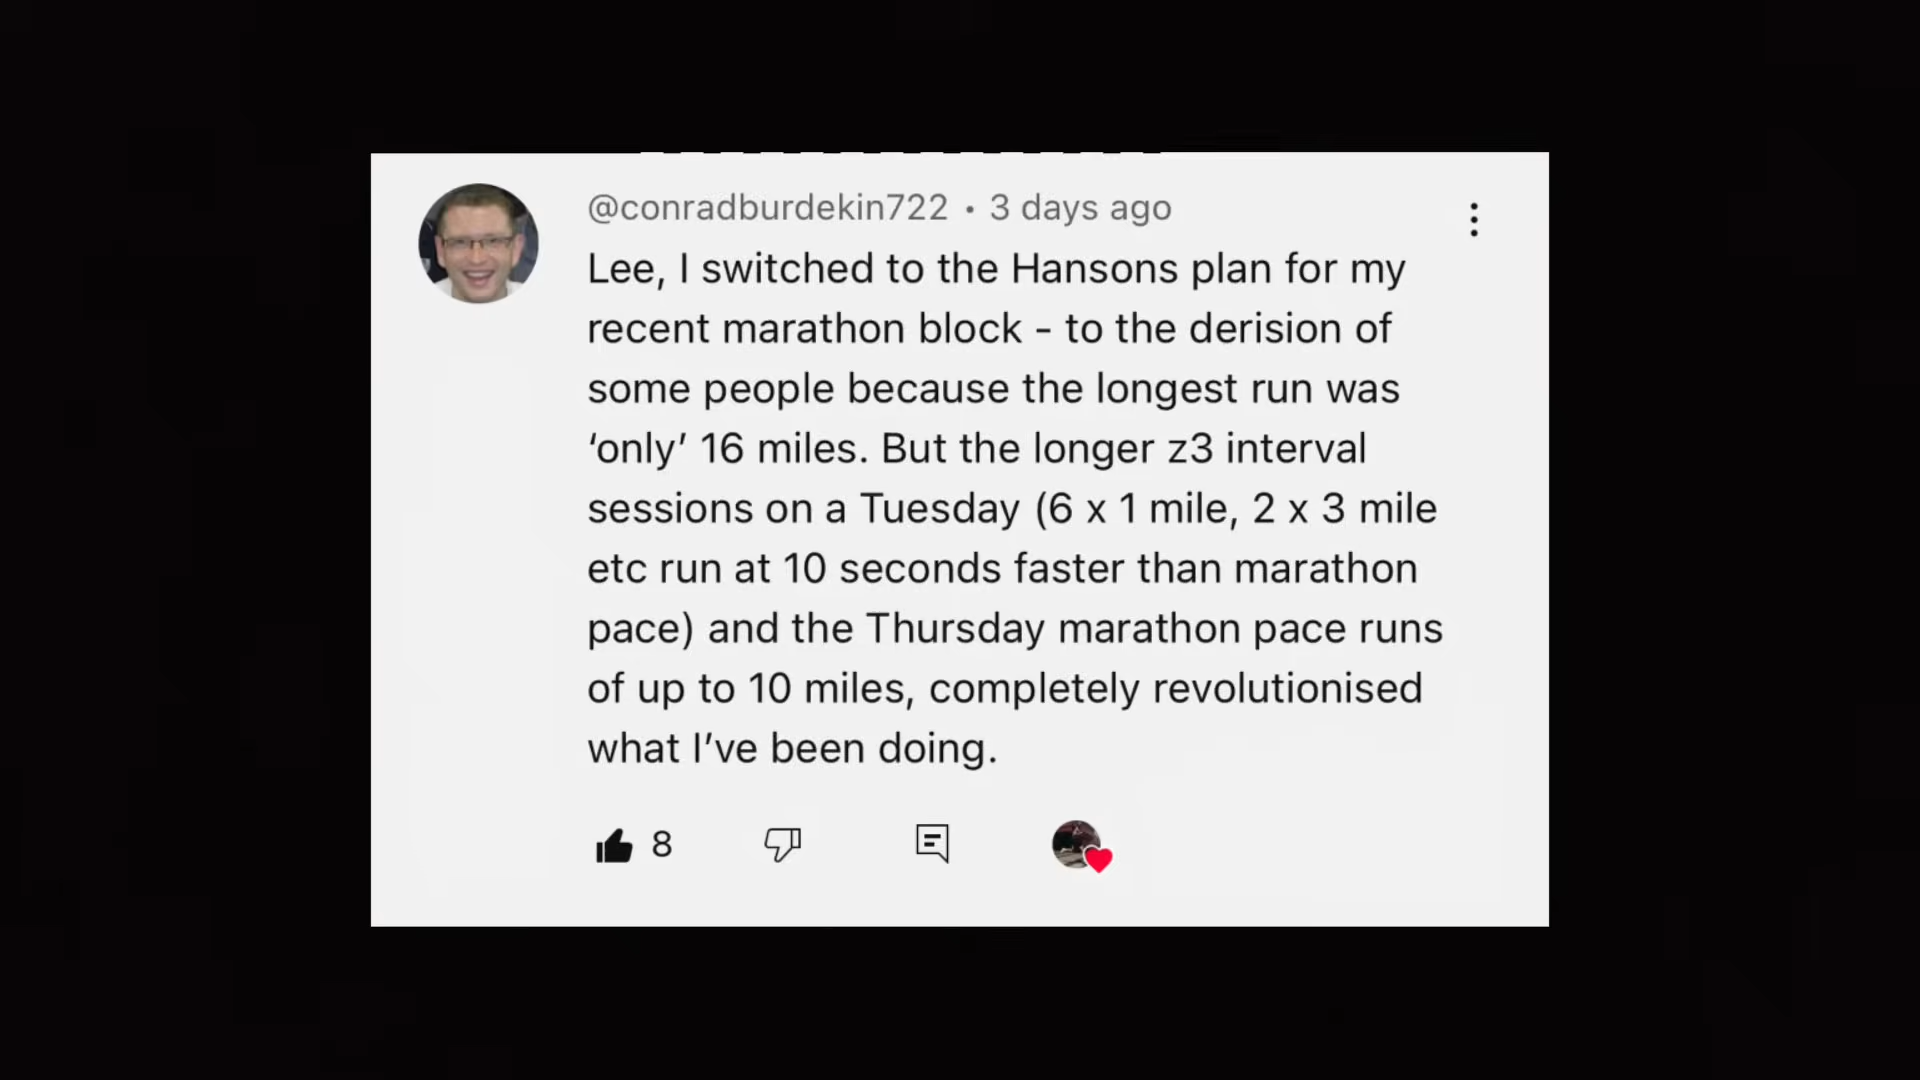 @conradburdekin722 • 3 days ago
Lee, I switched to the Hansons plan for my
recent marathon block - to the derision of
some people because the longest run was
‘only’ 16 miles. But the longer z3 interval
sessions on a Tuesday (6 x 1 mile, 2 x 3 mile
etc run at 10 seconds faster than marathon
pace) and the Thursday marathon pace runs
of up to 10 miles, completely revolutionised
what I’ve been doing.
8